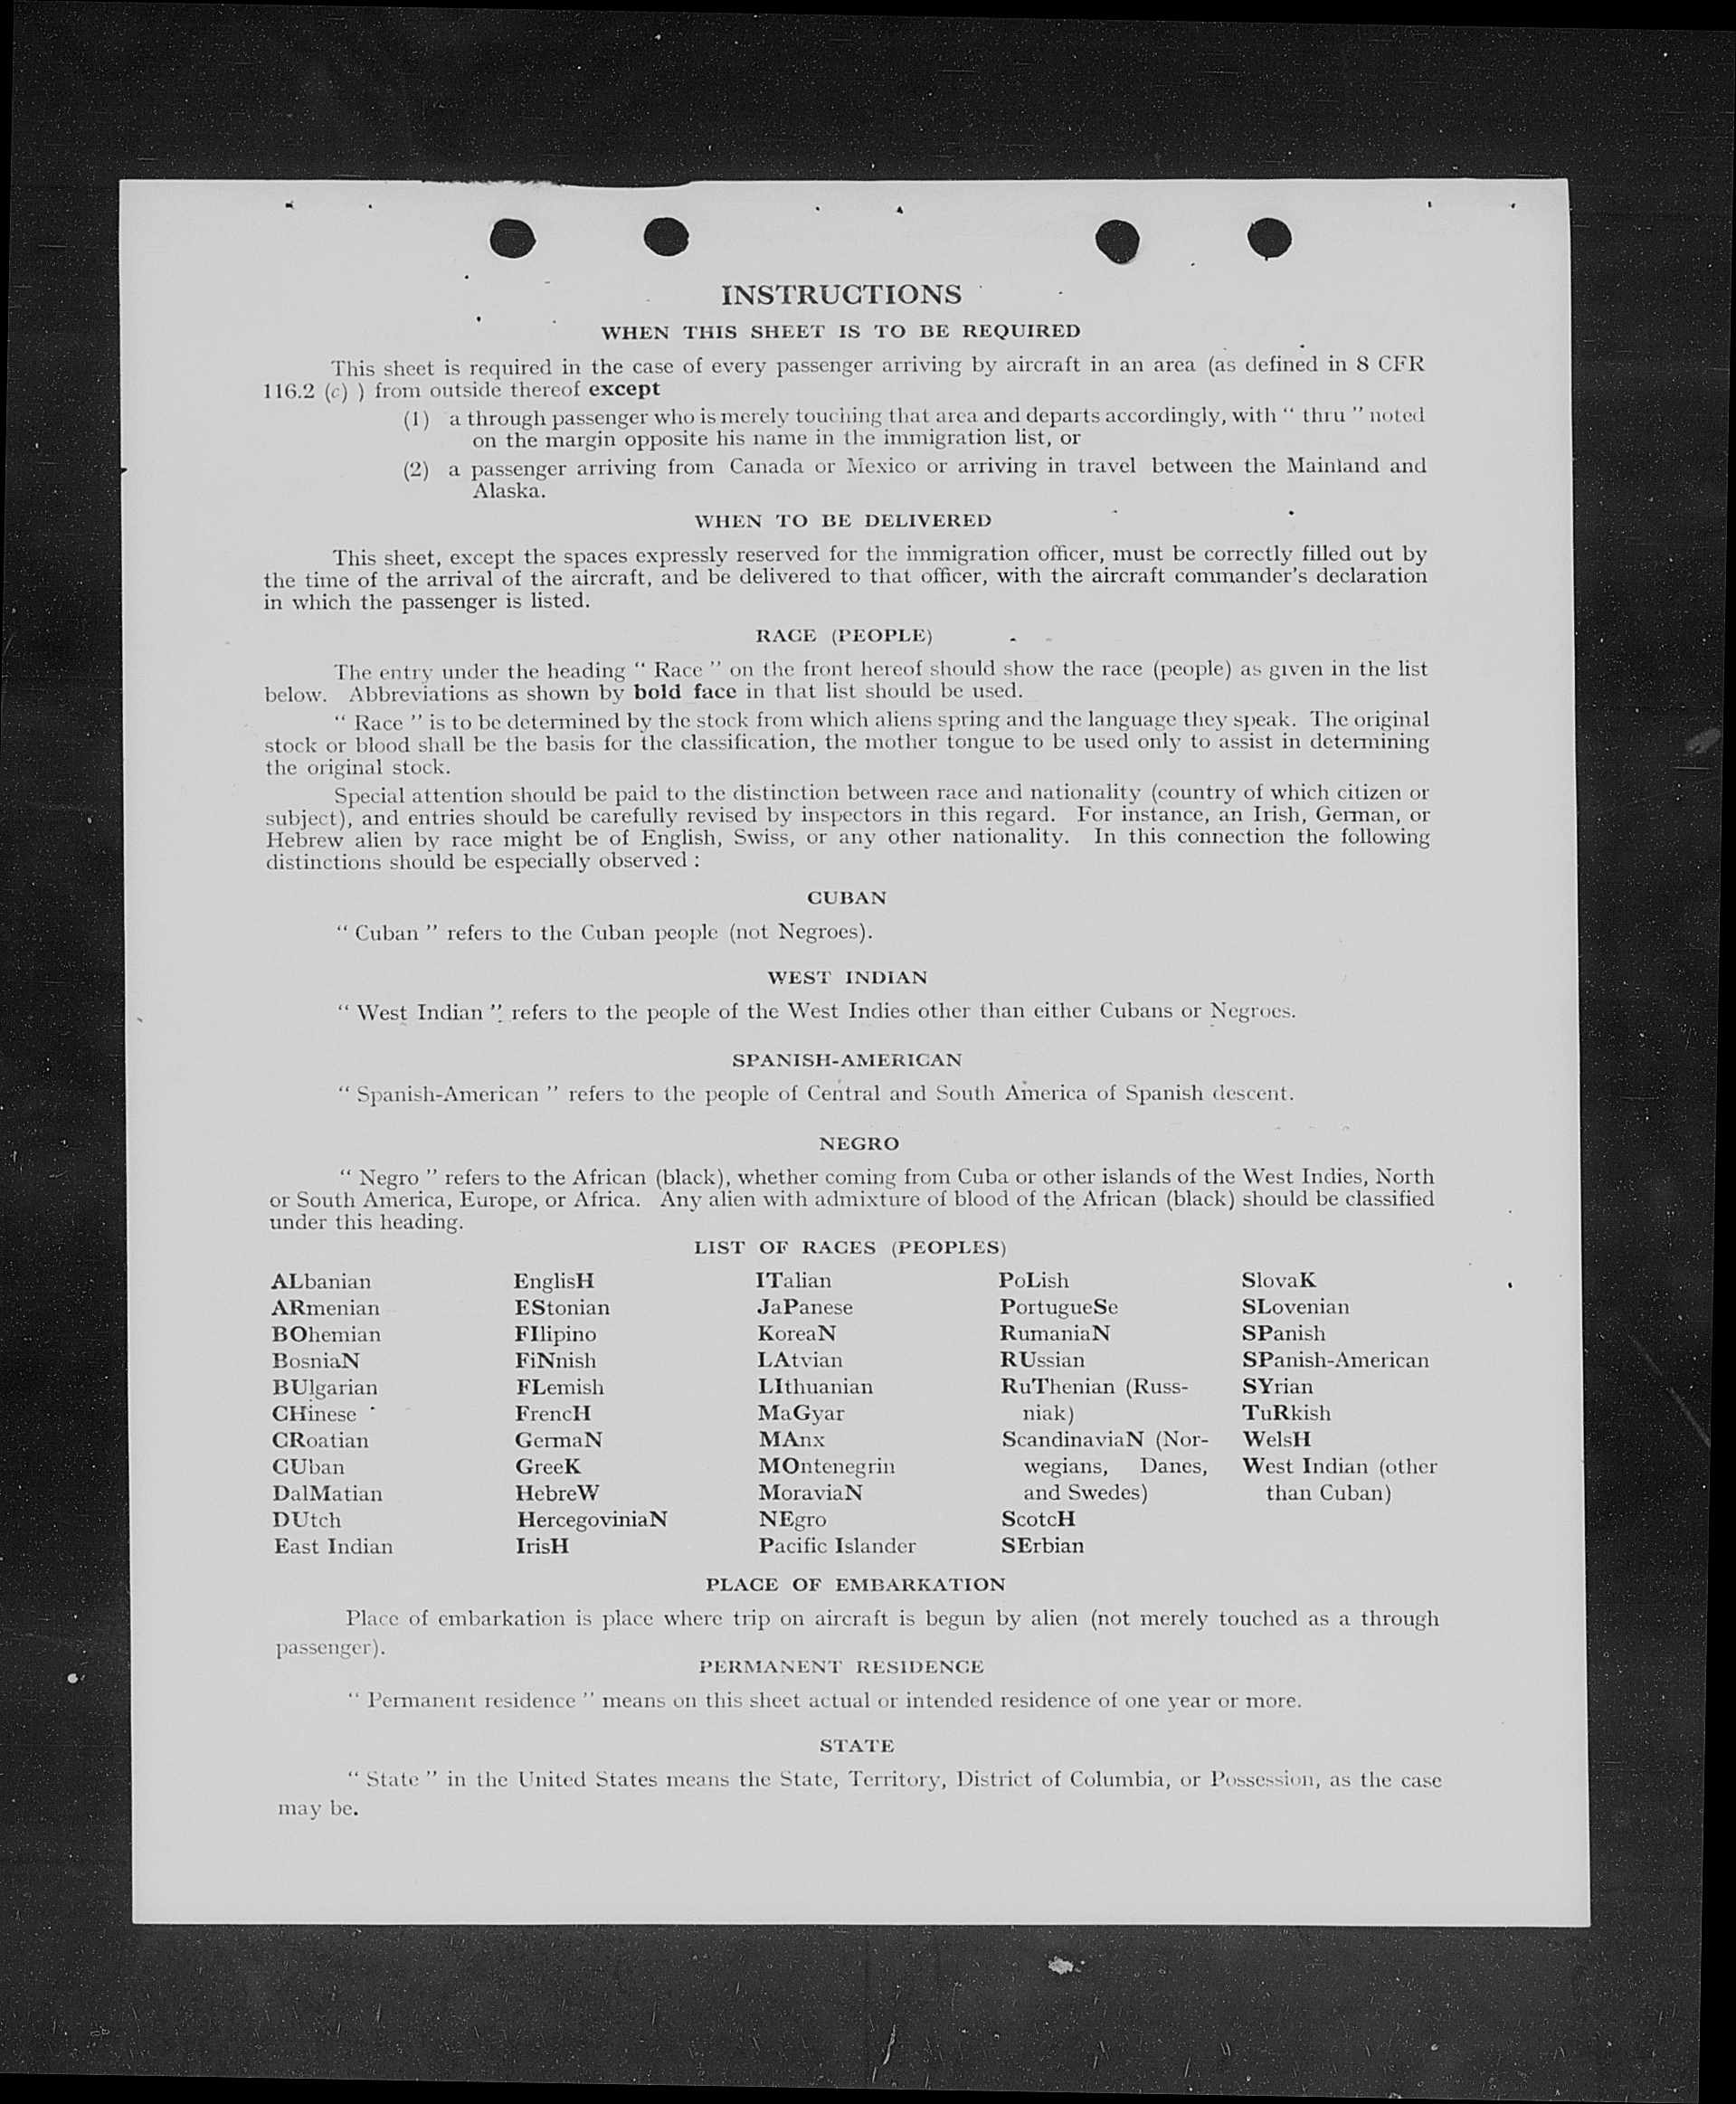 INSTRUCTIONS
WHEN THIS SHEET IS TO BE REQUIRED
This sheet is required in the case of every passenger arriving by aircraft in an area (as defined in 8 CFR
116.2 (c) ) from outside thereof except
(1) a through passenger who is merely touching that area and departs accordingly, with “ thru ” noted
on the margin opposite his name in the immigration list, or
(2) a passenger arriving from Canada or Mexico or arriving in travel between the Mainland and
Alaska.
WHEN TO BE DELIVERED
This sheet, except the spaces expressly reserved for the immigration officer, must be correctly filled out by
the time of the arrival of the aircraft, and be delivered to that officer, with the aircraft commander’s declaration
in which the passenger is listed.
RACE (PEOPLE)
The entry under the heading “ Race ” on the front hereof should show the race (people) as given in the list
below. Abbreviations as shown by bold face in that list should be used.
“ Race ” is to be determined by the stock from which aliens spring and the language they speak. The original
stock or blood shall be the basis for the classification, the mother tongue to be used only to assist in determining
the original stock.
Special attention should be paid to the distinction between race and nationality (country of which citizen or
subject), and entries should be carefully revised by inspectors in this regard. For instance, an Irish, German, or
Hebrew alien by race might be of English, Swiss, or any other nationality. In this connection the following
distinctions should be especially observed :
CUBAN
“ Cuban ” refers to the Cuban people (not Negroes).
WEST INDIAN
“ West Indian ” refers to the people of the West Indies other than either Cubans or Negroes.
SPANISH-AMERICAN
“ Spanish-American ” refers to the people of Central and South America of Spanish descent.
NEGRO
“ Negro ” refers to the African (black), whether coming from Cuba or other islands of the West Indies, North
or South America, Europe, or Africa. Any alien with admixture of blood of the African (black) should be classified
under this heading.
LIST OF RACES (PEOPLES)
ALbanian
ARmenian
BOhemian
BosniaN
BUlgarian
CHinese
CRoatian
CUban
DalMatian
DUtch
East Indian
EnglisH
EStonian
FIlipino
FiNnish
FLemish
FrencH
GermaN
GreeK
HebreW
HercegoviniaN
IrisH
ITalian
JaPanese
KoreaN
LAtvian
LIthuanian
MaGyar
MAnx
MOntenegrin
MoraviaN
NEgro
Pacific Islander
PoLish
PortugueSe
RumaniaN
RUssian
RuThenian (Russ-
niak)
ScandinaviaN (Nor-
wegians, Danes,
and Swedes)
ScotcH
SErbian
SlovaK
SLovenian
SPanish
SPanish-American
SYrian
TuRkish
WelsH
West Indian (other
than Cuban)
PLACE OF EMBARKATION
Place of embarkation is place where trip on aircraft is begun by alien (not merely touched as a through
passenger).
PERMANENT RESIDENCE
“ Permanent residence ” means on this sheet actual or intended residence of one year or more.
STATE
“ State ” in the United States means the State, Territory, District of Columbia, or Possession, as the case
may be.